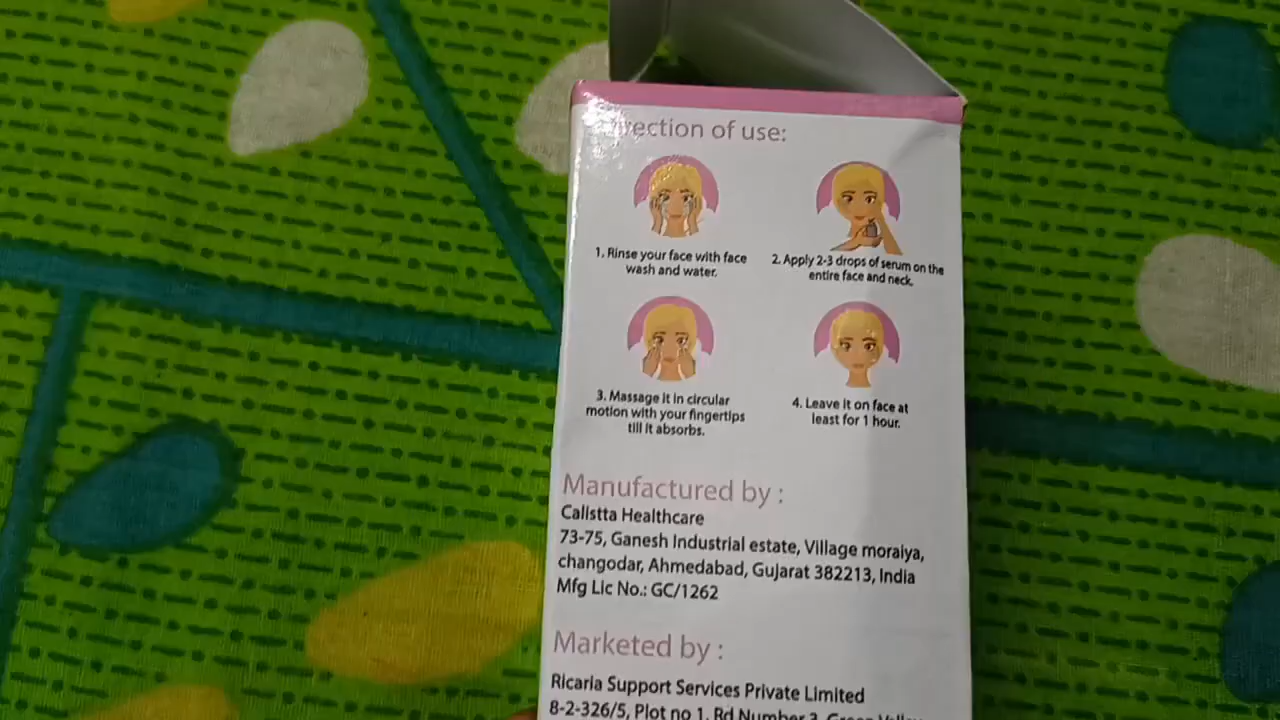 rection of use:
1. Rinse your face with face
wash and water.
2. Apply 2-3 drops of serum on the
entire face and neck.
3. Massage it in circular
motion with your fingertips
till it absorbs.
4. Leave it on face at
least for 1 hour.
Manufactured by :
Calistta Healthcare
73-75, Ganesh Industrial estate, Village moraiya,
changodar, Ahmedabad, Gujarat 382213, India
Mfg Lic No.: GC/1262
Marketed by :
Ricaria Support Services Private Limited
8-2-326/5, Plot no 1, Rd Number 3, Green Valley